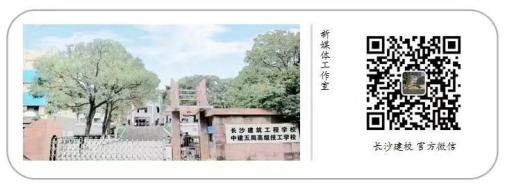 长沙建筑工程学校
中建五局高级技工学校
新媒体工作室
长沙建校 官方微信